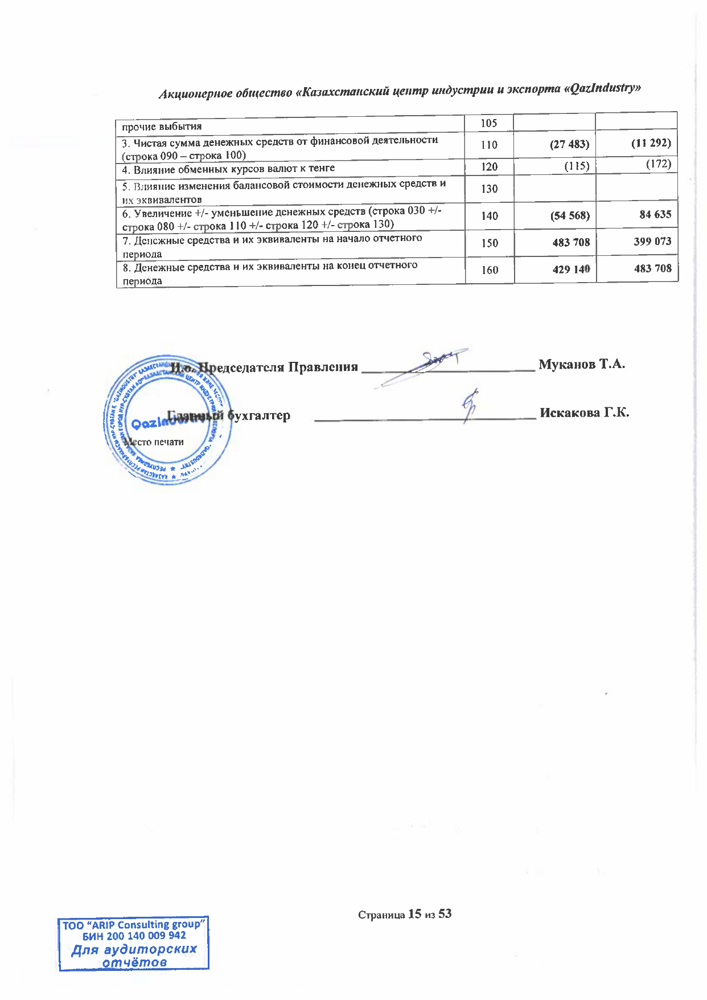 Акционерное общество «Казахстанский центр индустрии и экспорта «QazIndustry»
прочие выбытия 105
3. Чистая сумма денежных средств от финансовой деятельности
(строка 090 – строка 100) 110 (27 483) (11 292)
4. Влияние обменных курсов валют к тенге 120 (115) (172)
5. Влияние изменения балансовой стоимости денежных средств и
их эквивалентов 130
6. Увеличение +/- уменьшение денежных средств (строка 030 +/-
строка 080 +/- строка 110 +/- строка 120 +/- строка 130) 140 (54 568) 84 635
7. Денежные средства и их эквиваленты на начало отчетного
периода 150 483 708 399 073
8. Денежные средства и их эквиваленты на конец отчетного
периода 160 429 140 483 708
И.о. Председателя Правления Муканов Т.А.
Главный бухгалтер Искакова Г.К.
QazIndustry
Место печати
Страница 15 из 53
ТОО "ARIP Consulting group"
БИН 200 140 009 942
Для аудиторских
отчётов